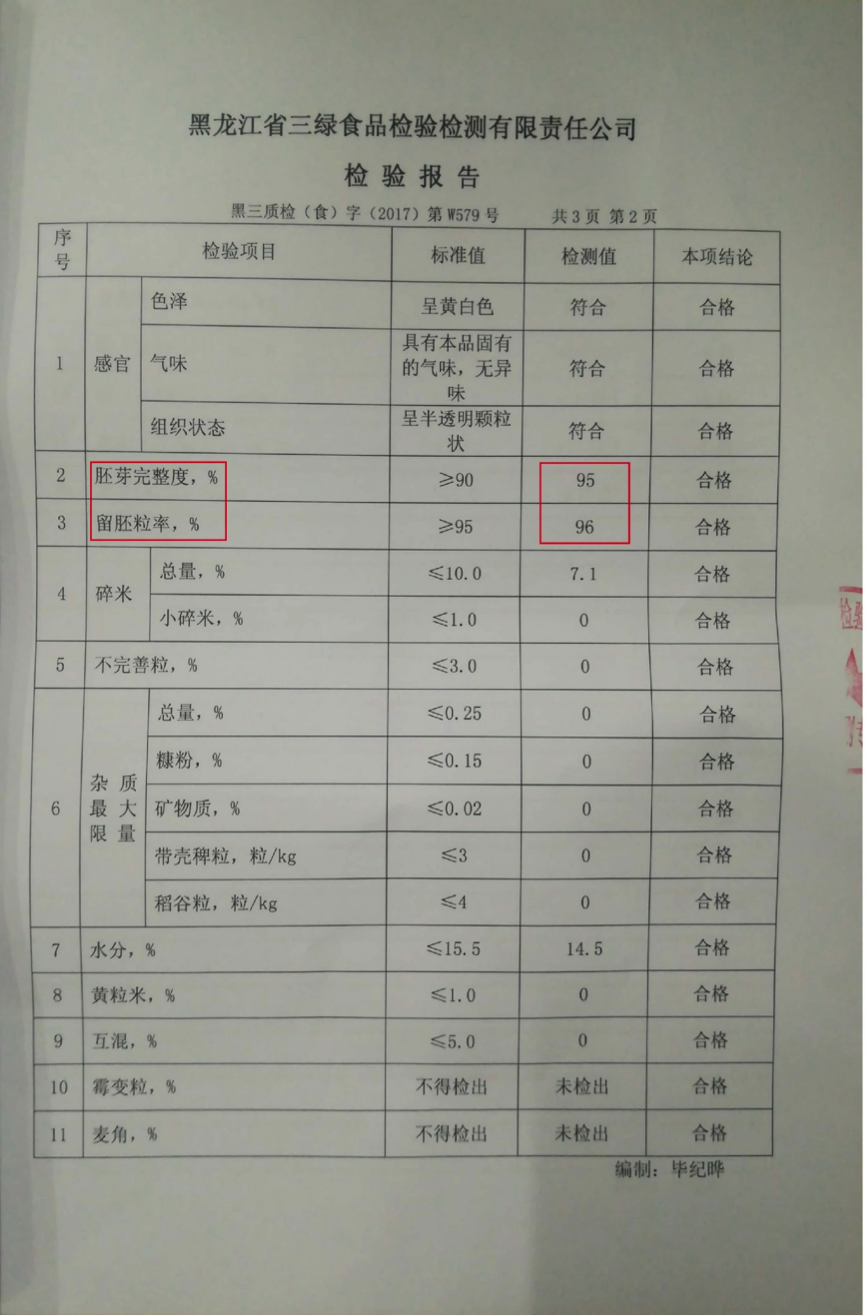 黑龙江省三绿食品检验检测有限责任公司
检 验 报 告
黑三质检（食）字（2017）第W579号 共3页 第2页
序号 检验项目 标准值 检测值 本项结论
1 感官 色泽 呈黄白色 符合 合格
气味 具有本品固有的气味，无异味 符合 合格
组织状态 呈半透明颗粒状 符合 合格
2 胚芽完整度，% ≥90 95 合格
3 留胚粒率，% ≥95 96 合格
4 碎米 总量，% ≤10.0 7.1 合格
小碎米，% ≤1.0 0 合格
5 不完善粒，% ≤3.0 0 合格
6 杂质最大限量 总量，% ≤0.25 0 合格
糠粉，% ≤0.15 0 合格
矿物质，% ≤0.02 0 合格
带壳稗粒，粒/kg ≤3 0 合格
稻谷粒，粒/kg ≤4 0 合格
7 水分，% ≤15.5 14.5 合格
8 黄粒米，% ≤1.0 0 合格
9 互混，% ≤5.0 0 合格
10 霉变粒，% 不得检出 未检出 合格
11 麦角，% 不得检出 未检出 合格
编制：毕纪晔
检验